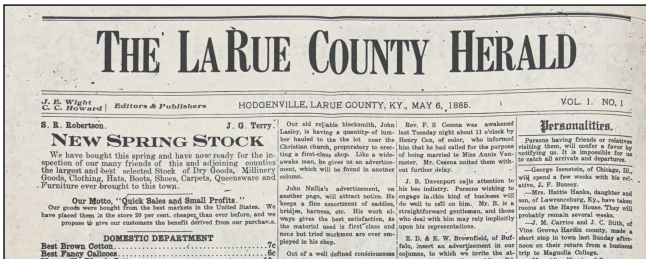 THE LARUE COUNTY HERALD
J. E. Wight
C. C. Howard
Editors & Publishers
HODGENVILLE, LARUE COUNTY, KY., MAY 6, 1885.
VOL. 1. NO. 1
S. R. Robertson. J. G. Terry.
NEW SPRING STOCK
We have bought this spring and have now ready for the in-
spection of our many friends of this and adjoining counties
the largest and best selected Stock of Dry Goods, Millinery
Goods, Clothing, Hats, Boots, Shoes, Carpets, Queensware and
Furniture ever brought to this town.
Our Motto, "Quick Sales and Small Profits."
Our goods were bought from the best markets in the United States. We
have placed them in the store 20 per cent. cheaper than ever before, and we
propose to give our customers the benefit derived from our purchases.
DOMESTIC DEPARTMENT
Best Brown Cotton 7c
Best Fancy Calicoes 6c
Our old reliable blacksmith, John
Lasley, is having a quantity of lum-
bor hauled to the lot near the
Christian church, preparatory to erec-
ting a first-class shop. Like a wide-
awake man, he gives us an advertise-
ment, which will be found in another
column.
John Nallia's advertisement, on
another page, will attract notice. He
keeps a fine assortment of saddles,
bridges, harness, etc. His work al-
ways gives the best satisfaction, as
the material used is first class and
none but tried workmen are ever em-
ployed in his shop.
Out of a well defined consciousness
Rev. F. S Cessna was awakened
last Tuesday night about 11 o'clock by
Henry Cox, of color, who informed
him that he had called for the purpose
of being married to Miss Annie Van-
meter. Mr. Cessna united them with-
out further delay.
J. R. Davenport calls attention to
his bee industry. Persons wishing to
engage in this kind of business will
do well to call on him. Mr. D. is a
straightforward gentleman, and those
who deal with him may rely implicitly
upon his representations.
E. D. & E. W. Brownfield, of Buf-
falo, insert an advertisement in our
columns, to which we invite the at-
Personalities.
Persons having friends or relatives
visiting them, will confer a favor by
notifying us. It is impossible for us
to catch all arrivals and departures.
—George Isenstein, of Chicago, Ill.,
will spend a few weeks with his rel-
ative, J. F. Bussey.
—Mrs. Hattie Hanks, daughter and
son, of Lawrenceburg, Ky., have taken
rooms at the Hayes House. They will
probably remain several weeks.
—J. M. Carrico and J. C. Stith, of
Vine Grove, Hardin county, made a
short stop in town last Sunday after-
noon on their return from a business
trip to Magnolia College.